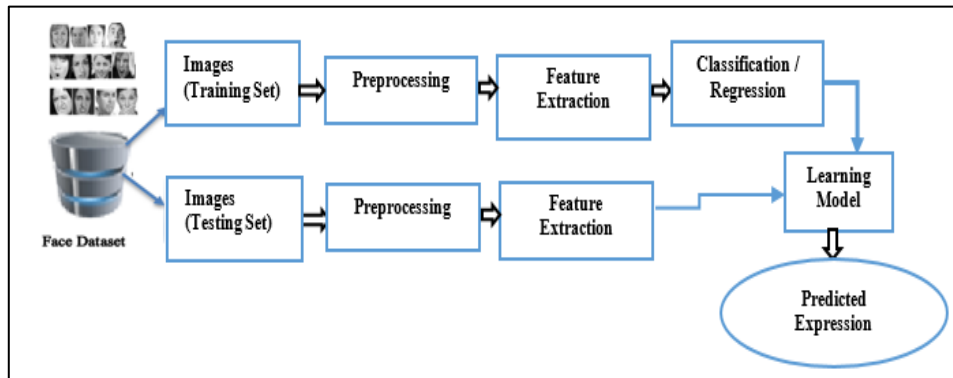 Images
(Training Set)
Preprocessing
Feature
Extraction
Classification /
Regression
Learning
Model
Images
(Testing Set)
Preprocessing
Feature
Extraction
Face Dataset
Predicted
Expression